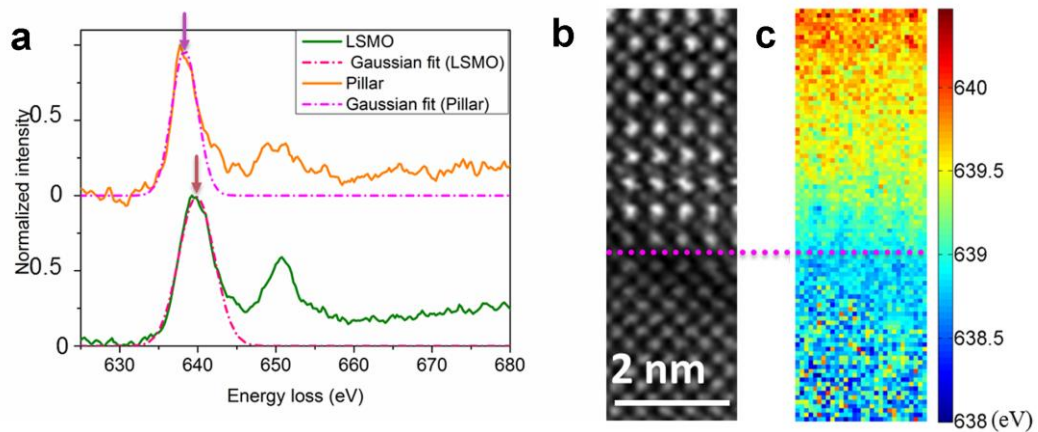 a
LSMO
Gaussian fit (LSMO)
Pillar
Gaussian fit (Pillar)
Normalized intensity
0.5
0
0.5
0
630 640 650 660 670 680
Energy loss (eV)
b
2 nm
c
640
639.5
639
638.5
638 (eV)